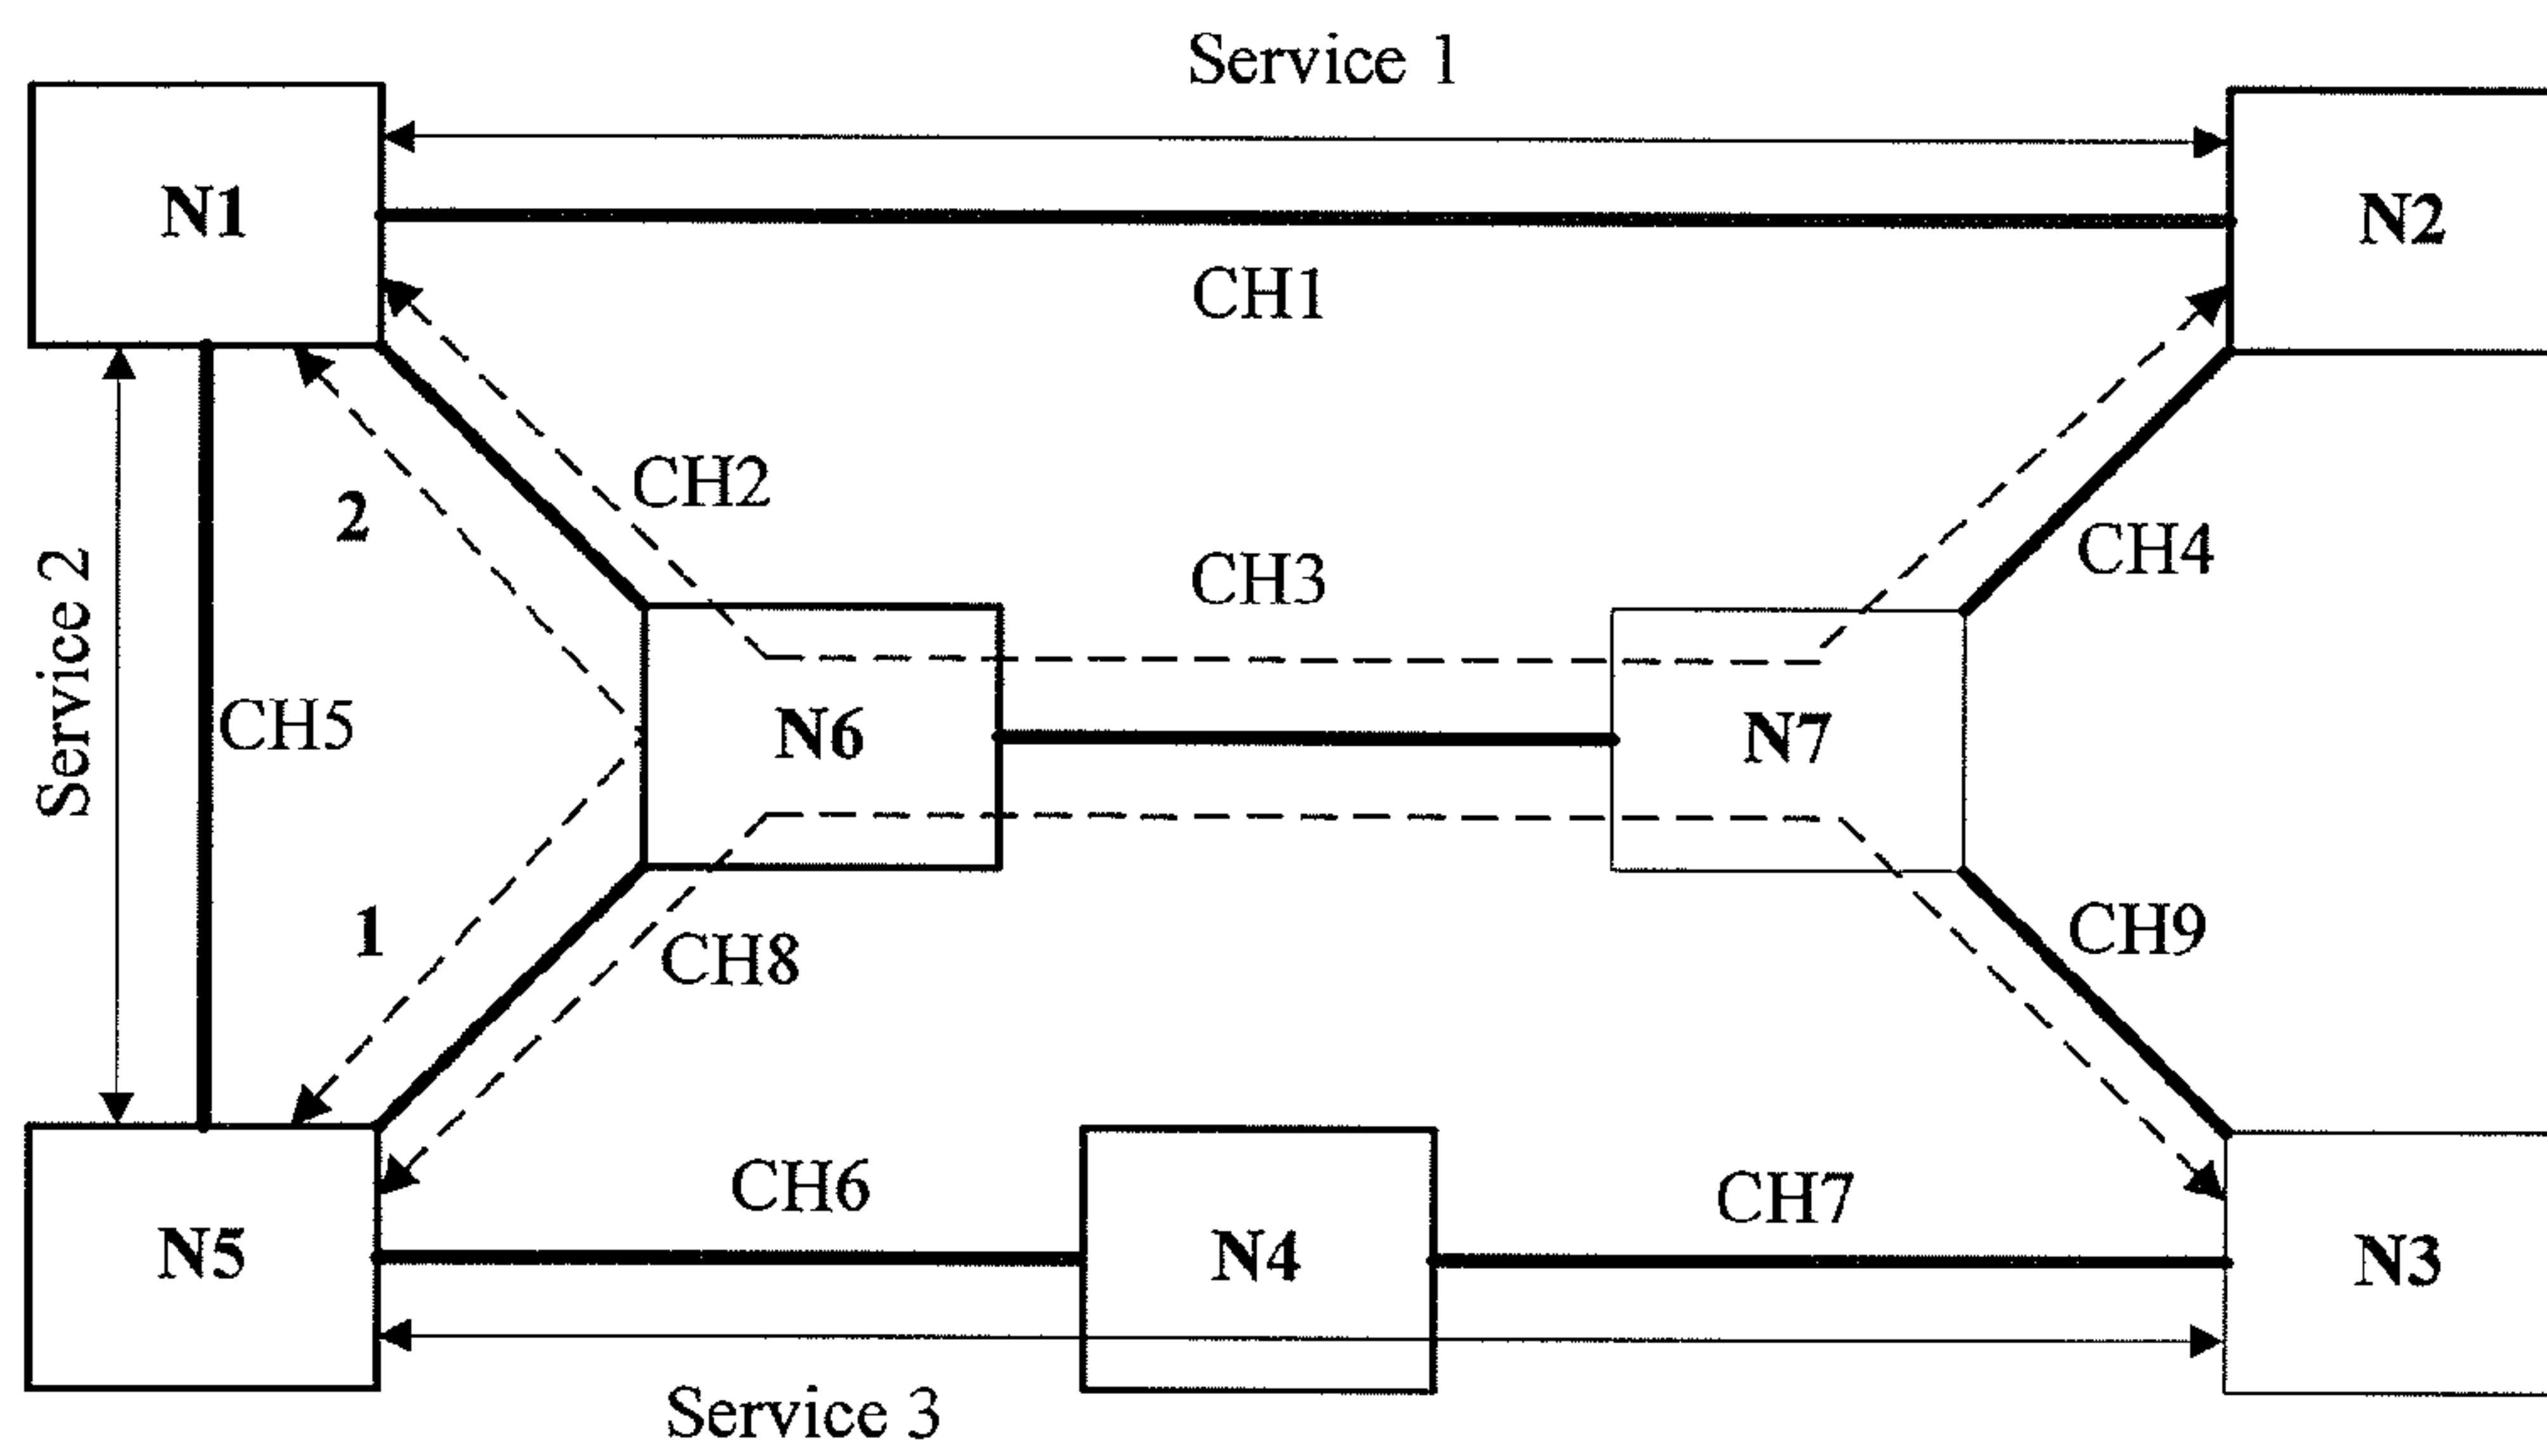 Service 1
N1
N2
CH1
CH2
2
CH3
CH4
Service 2
CH5
N6
N7
1
CH8
CH9
CH6
CH7
N5
N4
N3
Service 3